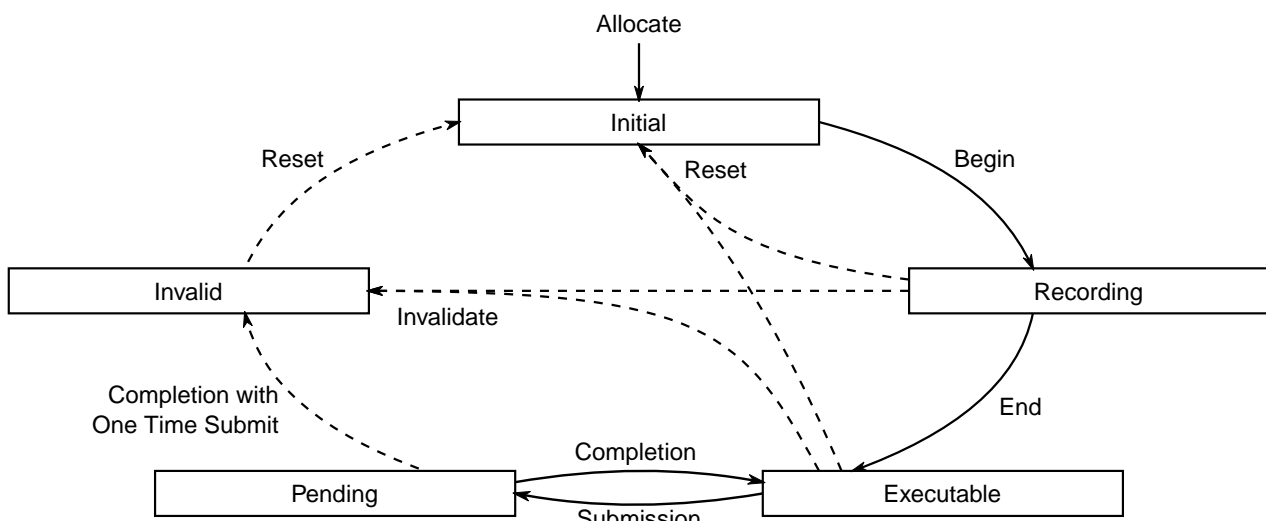 Allocate
Initial
Reset
Reset
Begin
Invalid
Recording
Invalidate
Completion with
One Time Submit
End
Completion
Pending
Executable
Submission